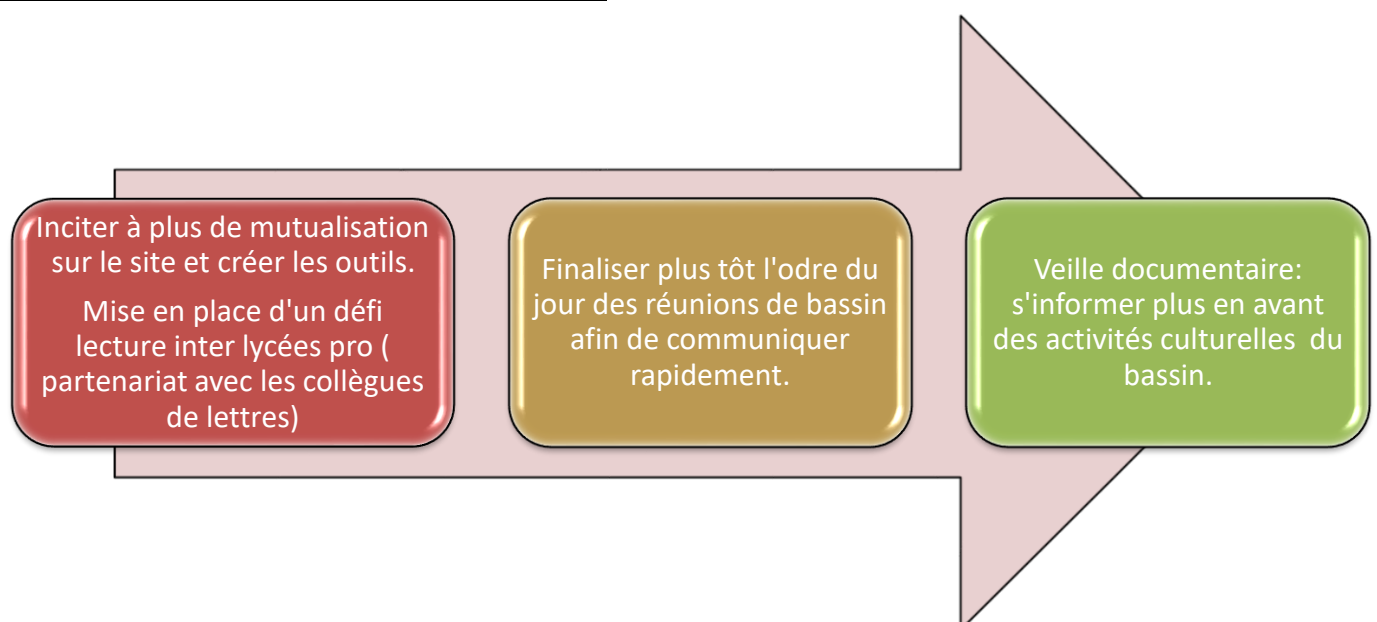 Inciter à plus de mutualisation
sur le site et créer les outils.
Mise en place d'un défi
lecture inter lycées pro (
partenariat avec les collègues
de lettres)
Finaliser plus tôt l'odre du
jour des réunions de bassin
afin de communiquer
rapidement.
Veille documentaire:
s'informer plus en avant
des activités culturelles du
bassin.